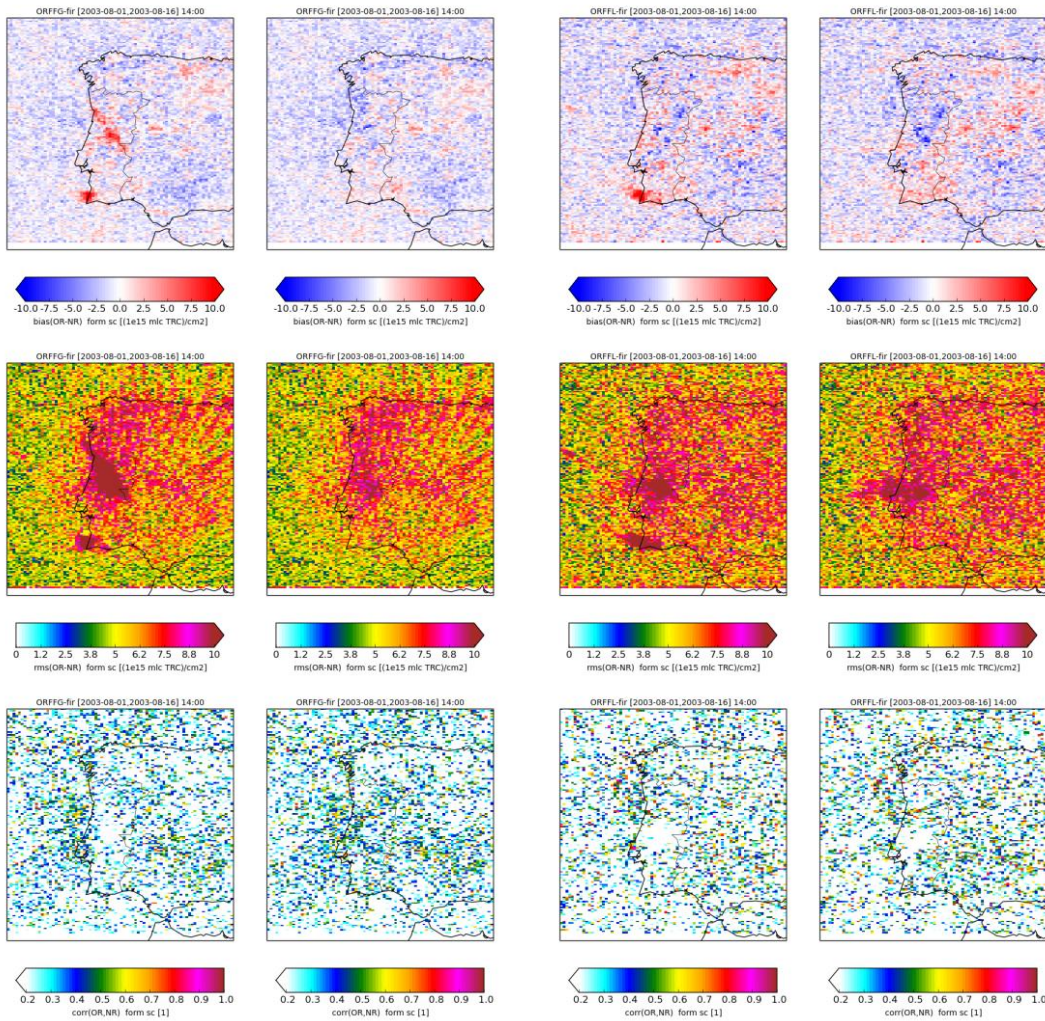 ORFFG-fir [2003-08-01,2003-08-16] 14:00
ORFFG-fir [2003-08-01,2003-08-16] 14:00
ORFFL-fir [2003-08-01,2003-08-16] 14:00
ORFFL-fir [2003-08-01,2003-08-16] 14:00
-10.0 -7.5 -5.0 -2.5 0.0 2.5 5.0 7.5 10.0
-10.0 -7.5 -5.0 -2.5 0.0 2.5 5.0 7.5 10.0
-10.0 -7.5 -5.0 -2.5 0.0 2.5 5.0 7.5 10.0
-10.0 -7.5 -5.0 -2.5 0.0 2.5 5.0 7.5 10.0
bias(OR-NR) form sc [(1e15 mlc TRC)/cm2]
bias(OR-NR) form sc [(1e15 mlc TRC)/cm2]
bias(OR-NR) form sc [(1e15 mlc TRC)/cm2]
bias(OR-NR) form sc [(1e15 mlc TRC)/cm2]
ORFFG-fir [2003-08-01,2003-08-16] 14:00
ORFFG-fir [2003-08-01,2003-08-16] 14:00
ORFFL-fir [2003-08-01,2003-08-16] 14:00
ORFFL-fir [2003-08-01,2003-08-16] 14:00
0 1.2 2.5 3.8 5 6.2 7.5 8.8 10
0 1.2 2.5 3.8 5 6.2 7.5 8.8 10
0 1.2 2.5 3.8 5 6.2 7.5 8.8 10
0 1.2 2.5 3.8 5 6.2 7.5 8.8 10
rms(OR-NR) form sc [(1e15 mlc TRC)/cm2]
rms(OR-NR) form sc [(1e15 mlc TRC)/cm2]
rms(OR-NR) form sc [(1e15 mlc TRC)/cm2]
rms(OR-NR) form sc [(1e15 mlc TRC)/cm2]
ORFFG-fir [2003-08-01,2003-08-16] 14:00
ORFFG-fir [2003-08-01,2003-08-16] 14:00
ORFFL-fir [2003-08-01,2003-08-16] 14:00
ORFFL-fir [2003-08-01,2003-08-16] 14:00
0.2 0.3 0.4 0.5 0.6 0.7 0.8 0.9 1.0
0.2 0.3 0.4 0.5 0.6 0.7 0.8 0.9 1.0
0.2 0.3 0.4 0.5 0.6 0.7 0.8 0.9 1.0
0.2 0.3 0.4 0.5 0.6 0.7 0.8 0.9 1.0
corr(OR,NR) form sc [1]
corr(OR,NR) form sc [1]
corr(OR,NR) form sc [1]
corr(OR,NR) form sc [1]